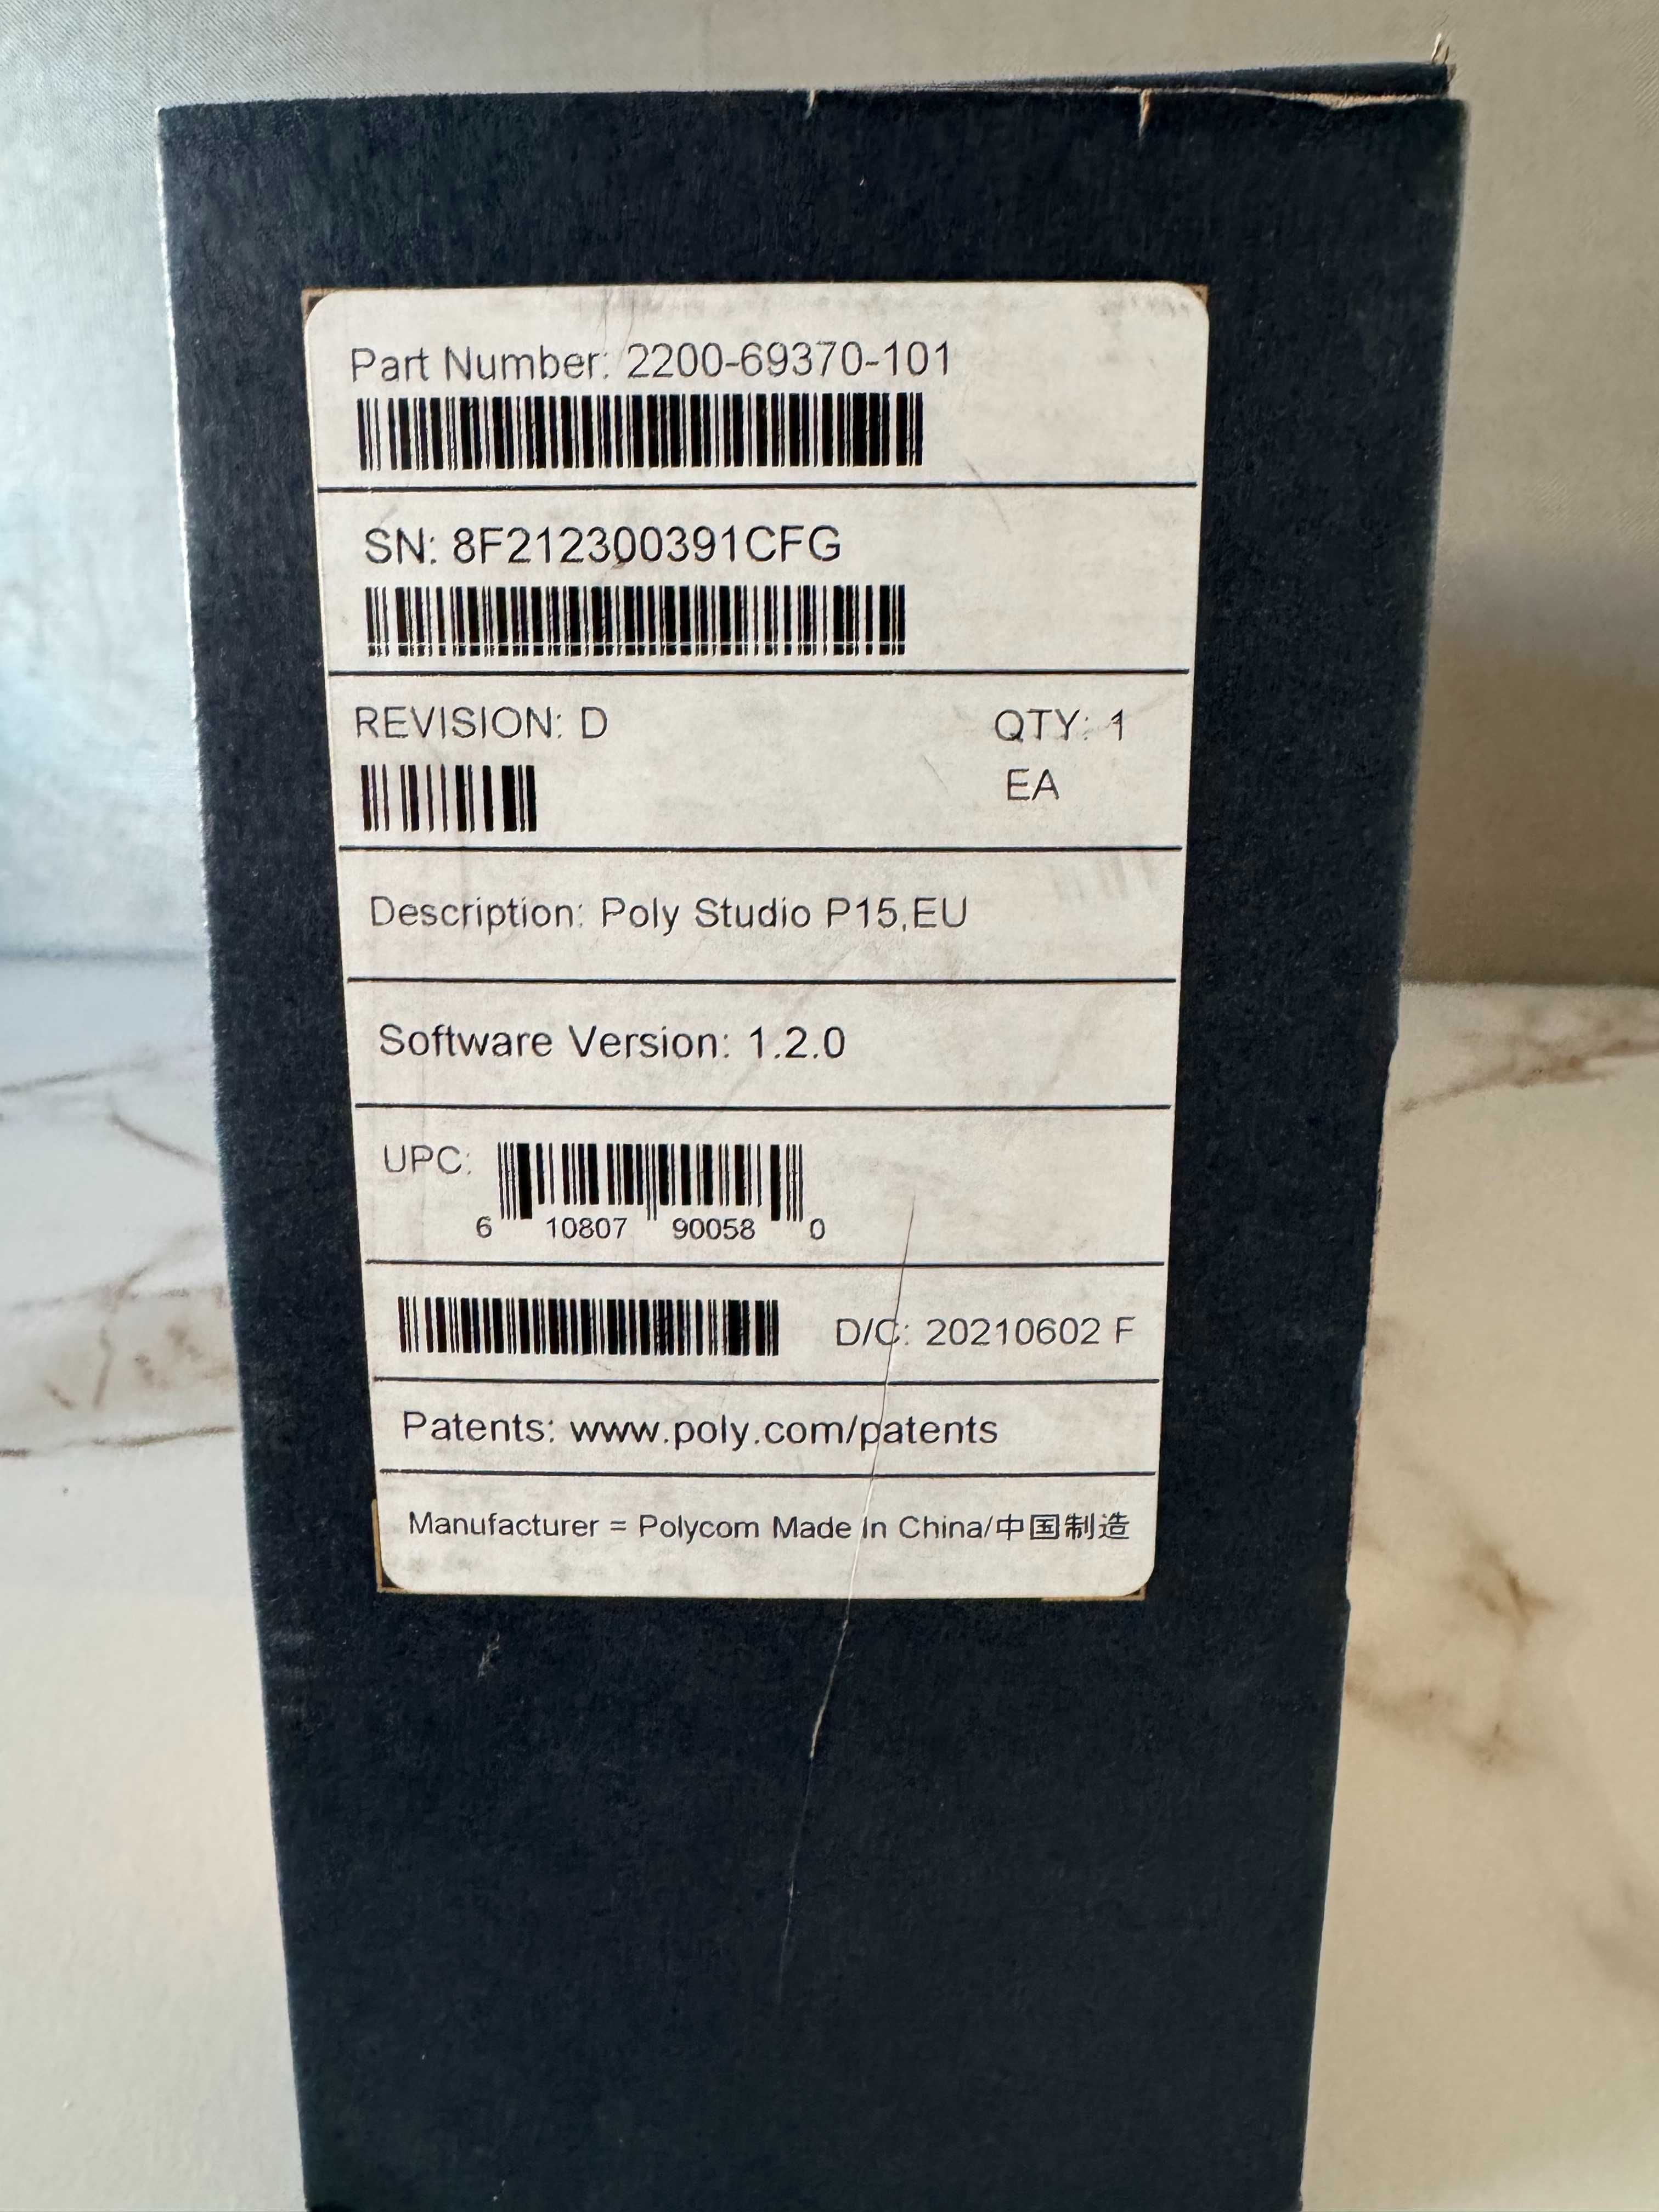 Part Number: 2200-69370-101
SN: 8F212300391CFG
REVISION: D
QTY: 1
EA
Description: Poly Studio P15,EU
Software Version: 1.2.0
UPC:
6 10807 90058 0
D/C: 20210602 F
Patents: www.poly.com/patents
Manufacturer = Polycom Made In China/中国制造